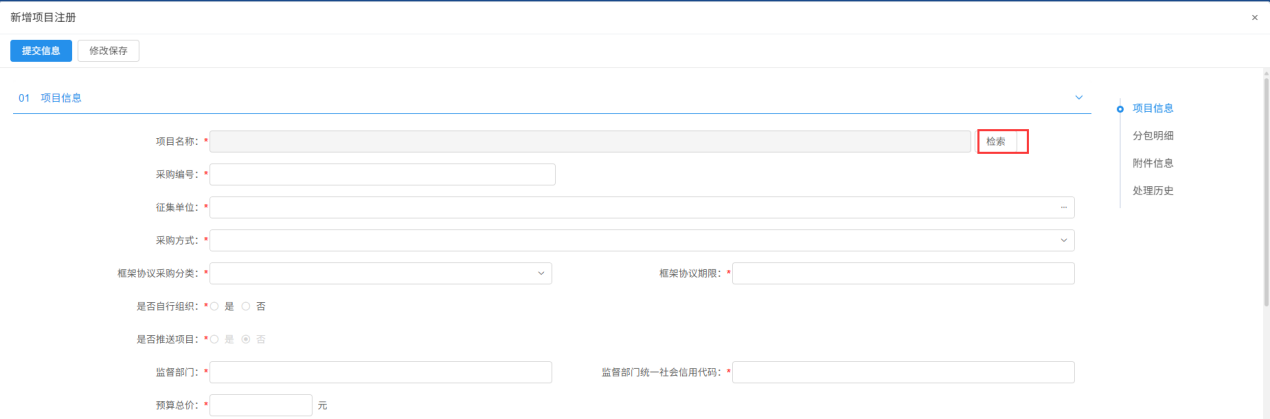 新增项目注册 ×
提交信息 修改保存
01 项目信息
项目信息
分包明细
附件信息
处理历史
项目名称：* 检索
采购编号：*
征集单位：*
采购方式：*
框架协议采购分类：* 框架协议期限：*
是否自行组织：* 是 否
是否推送项目：* 是 否
监督部门：* 监督部门统一社会信用代码：*
预算总价：* 元